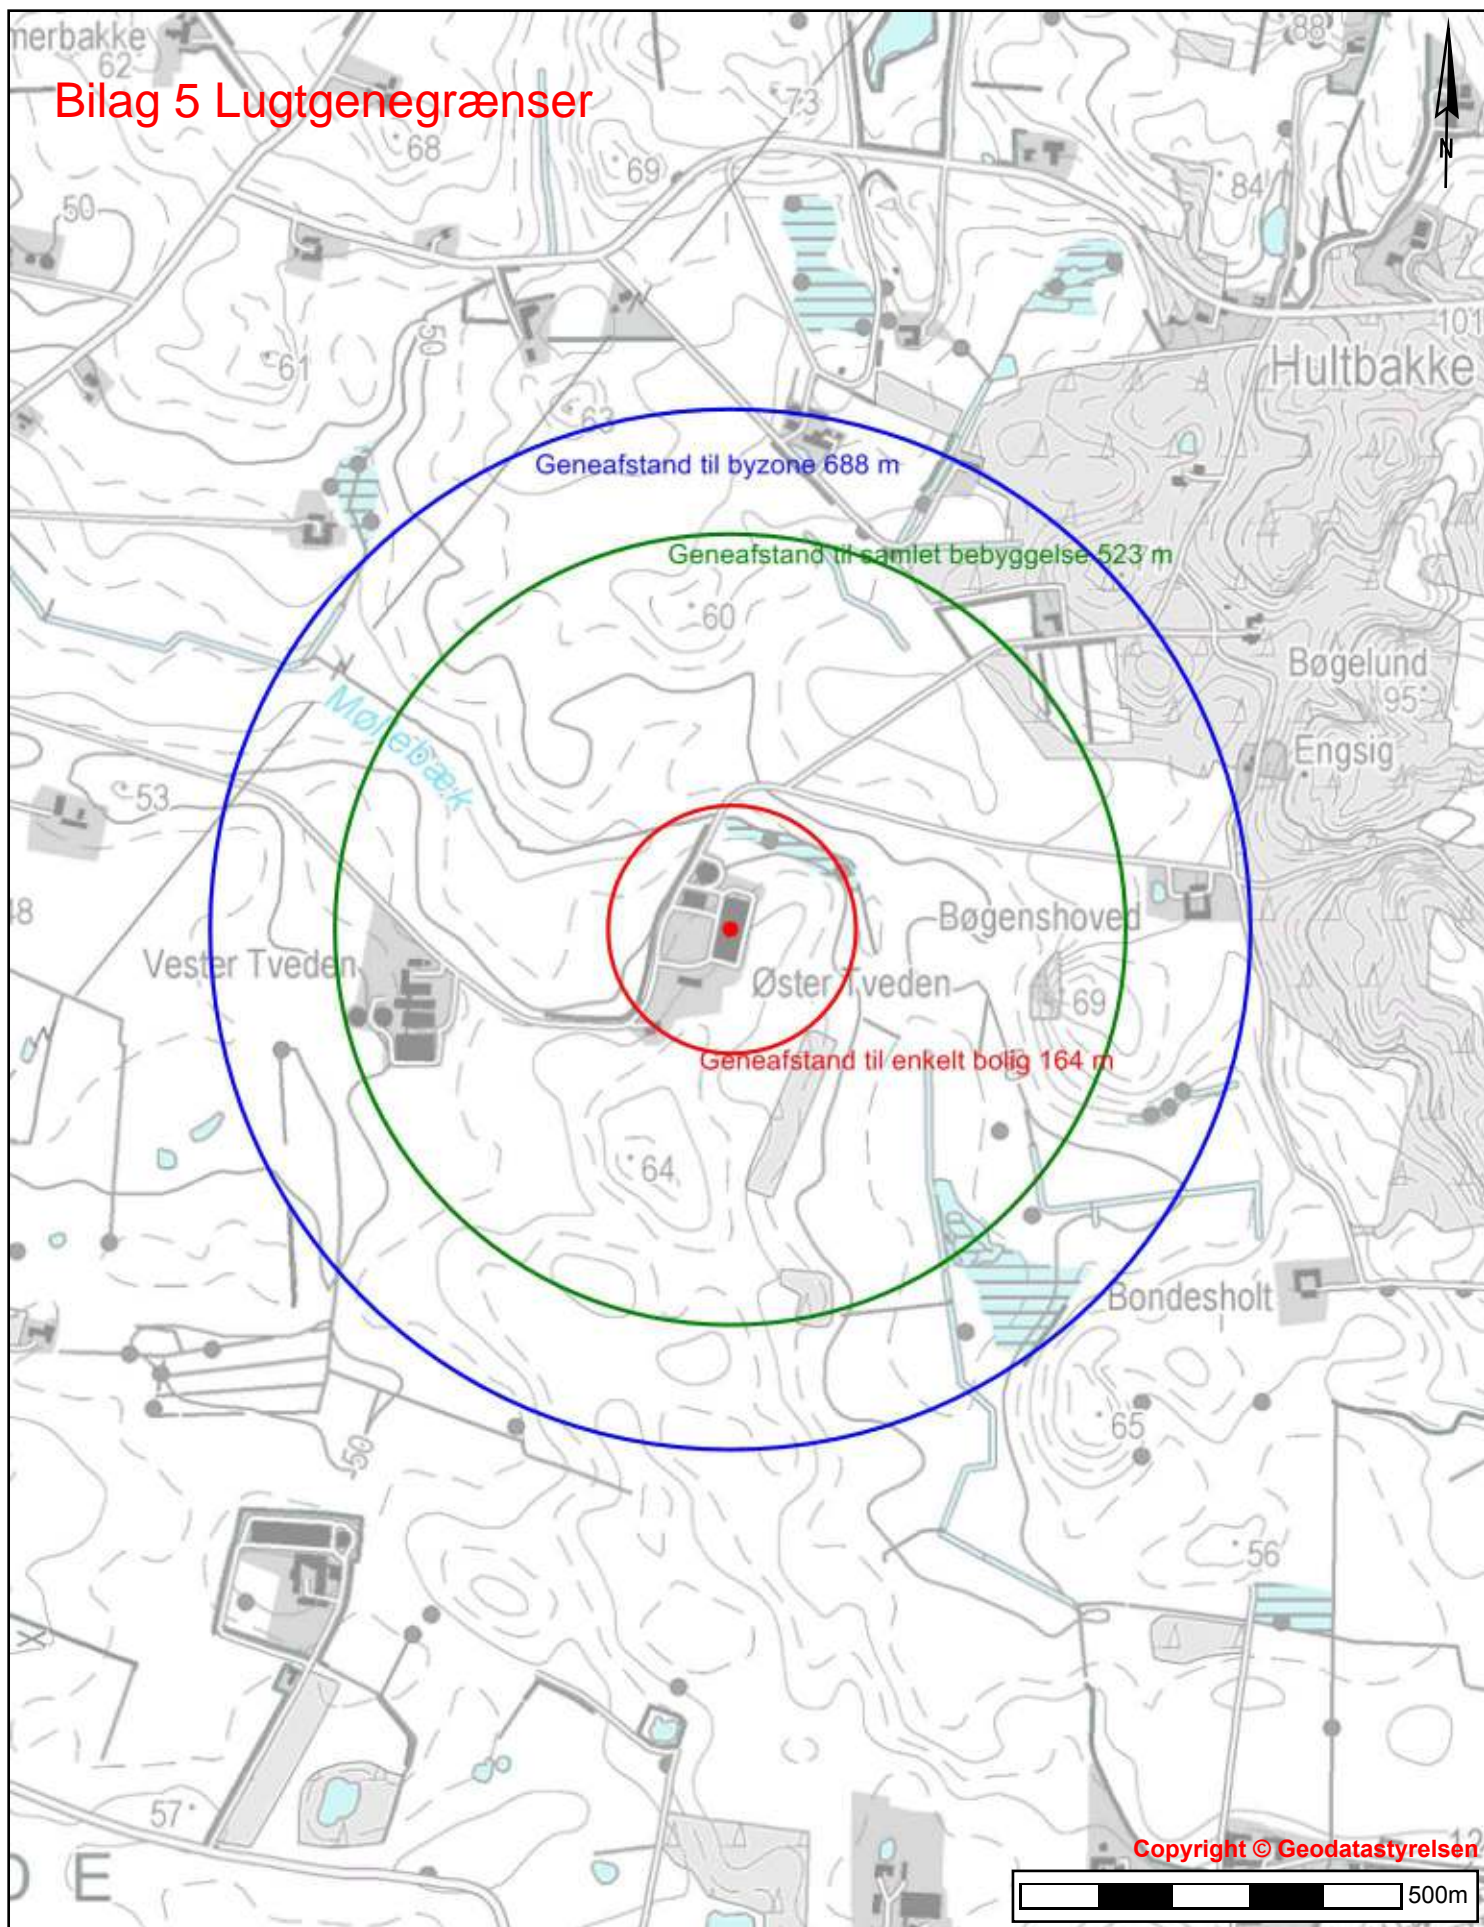 merbakke
62
Bilag 5 Lugtgenegrænser
88
73
N
68
69
84
50
50
101
61
Hultbakke
63
Geneafstand til byzone 688 m
Geneafstand til samlet bebyggelse 523 m
60
Bøgelund
95
Møllebæk
Engsig
53
48
Bøgenshoved
Vester Tveden
Øster Tveden
69
Geneafstand til enkelt bolig 164 m
64
Bondesholt
65
50
56
57
Copyright © Geodatastyrelsen
D E
500m